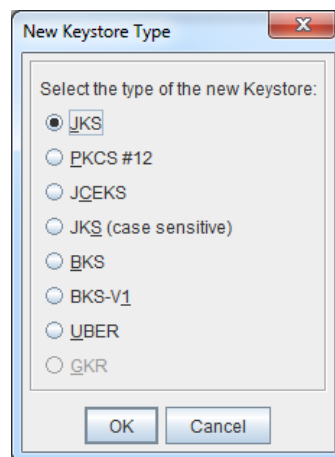 New Keystore Type
Select the type of the new Keystore:
JKS
PKCS #12
JCEKS
JKS (case sensitive)
BKS
BKS-V1
UBER
GKR
OK Cancel